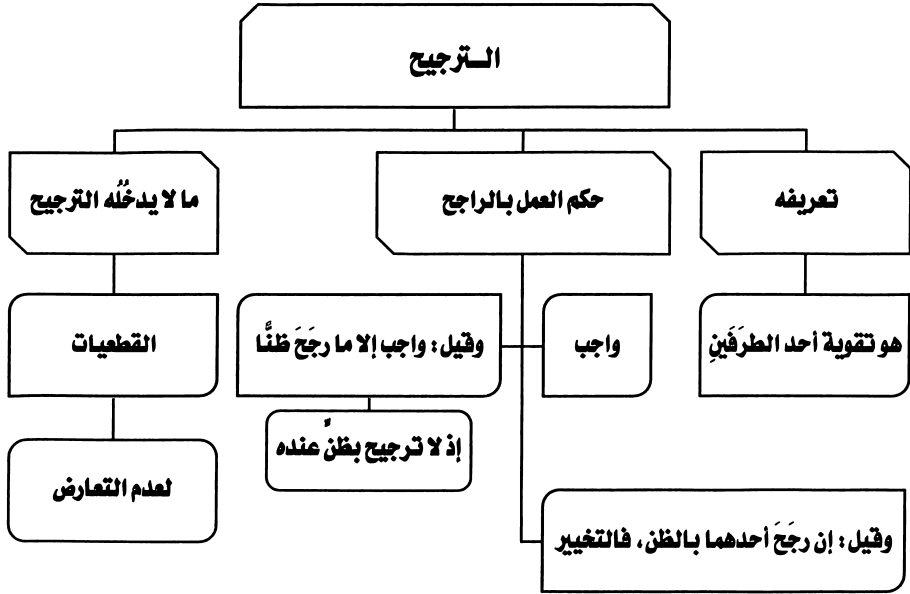 الترجيح
تعريفه
هو تقوية أحد الطرَفَينِ
حكم العمل بالراجح
واجب
وقيل: واجب إلا ما رجَحَ ظنًّا
إذ لا ترجيح بظنٍّ عنده
وقيل: إن رجَحَ أحدهما بالظن، فالتخيير
ما لا يدخُلُه الترجيح
القطعيات
لعدم التعارض